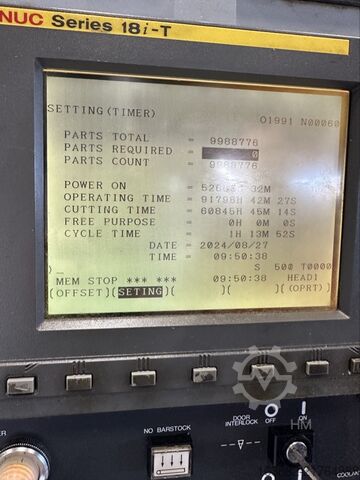 NUC Series 18i-T
SETTING(TIMER)
O1991 N00060
PARTS TOTAL = 9988776
PARTS REQUIRED = 0
PARTS COUNT = 9988776
POWER ON = 32M
OPERATING TIME = 91798H 42M 27S
CUTTING TIME = 60845H 45M 14S
FREE PURPOSE = 0H 0M 0S
CYCLE TIME = 1H 13M 52S
DATE = 2024/08/27
TIME = 09:50:38
)_
S 500 T0000
MEM STOP *** *** 09:50:38 HEAD1
(OFFSET)(SETING)( )( )((OPRT))
DOOR INTERLOCK
OFF ON
NO BARSTOCK
HM